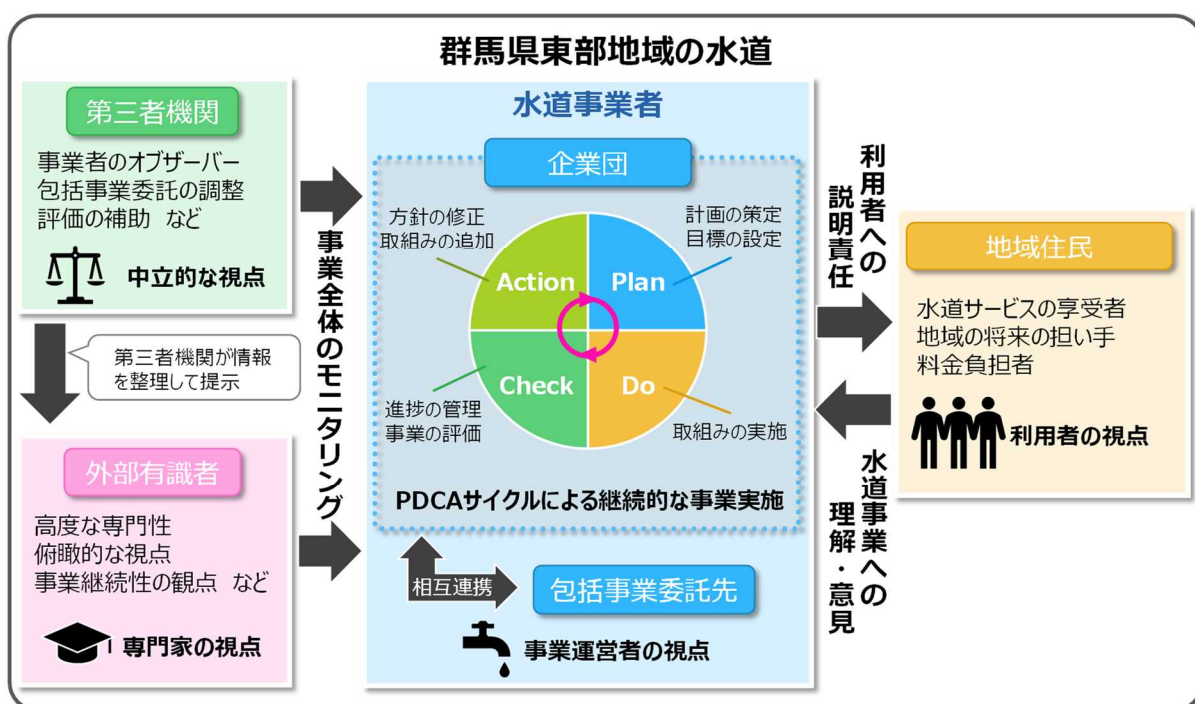 群馬県東部地域の水道
第三者機関
事業者のオブザーバー
包括事業委託の調整
評価の補助 など
中立的な視点
第三者機関が情報
を整理して提示
外部有識者
高度な専門性
俯瞰的な視点
事業継続性の観点 など
専門家の視点
事業全体のモニタリング
水道事業者
企業団
方針の修正
取組みの追加
計画の策定
目標の設定
Action
Plan
Check
Do
進捗の管理
事業の評価
取組みの実施
PDCAサイクルによる継続的な事業実施
相互連携
包括事業委託先
事業運営者の視点
利用者への
説明責任
水道事業への
理解・意見
地域住民
水道サービスの享受者
地域の将来の担い手
料金負担者
利用者の視点